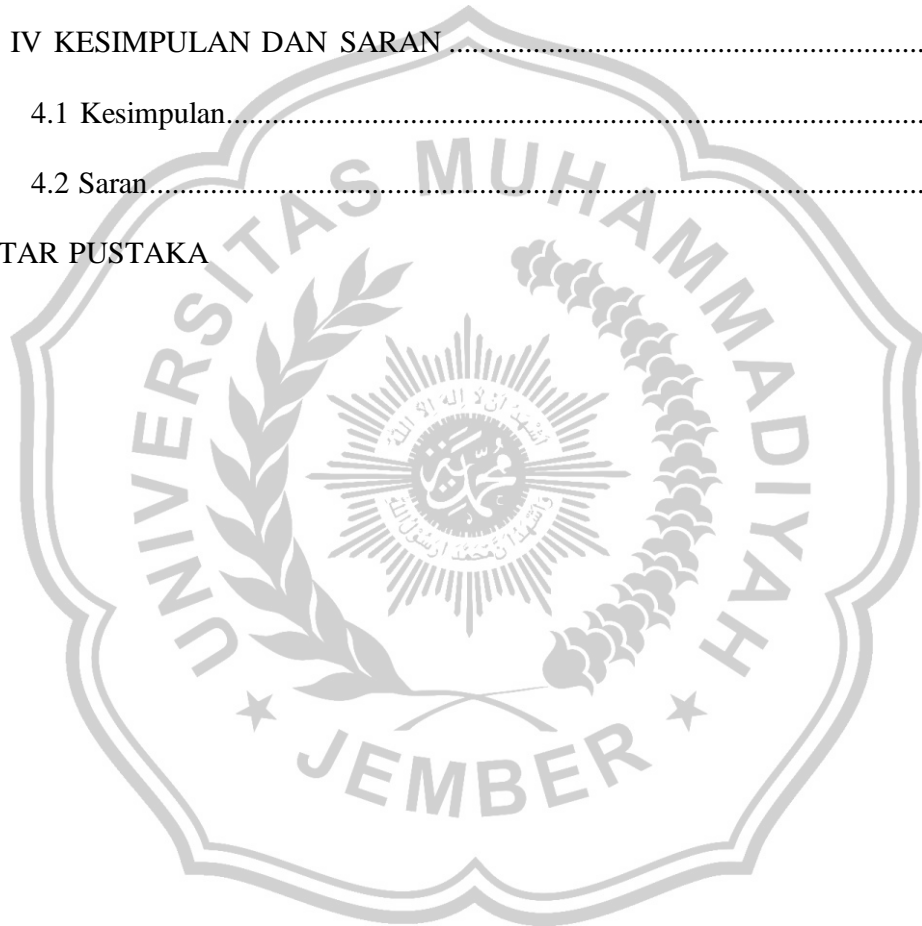 IV KESIMPULAN DAN SARAN ................................................................
4.1 Kesimpulan............................................................................................
4.2 Saran......................................................................................................
TAR PUSTAKA
UNIVERSITAS MUHAMMADIYAH
JEMBER